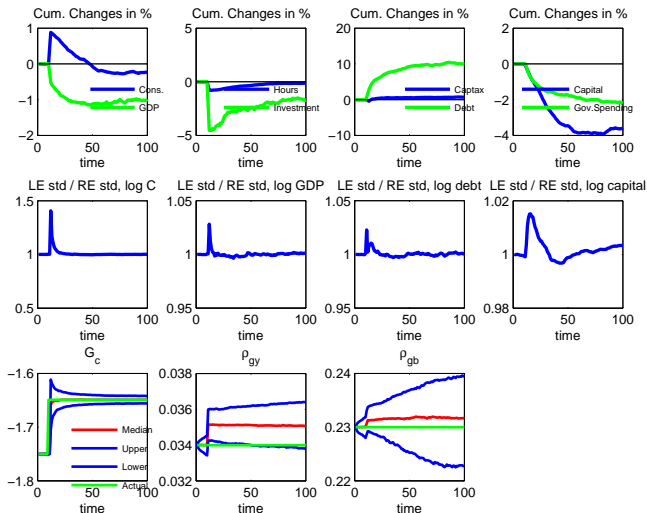 Cum. Changes in %
1
0
−1
−2
Cons.
GDP
0 50 100
time
Cum. Changes in %
5
0
−5
Hours
Investment
0 50 100
time
Cum. Changes in %
20
10
0
−10
Captax
Debt
0 50 100
time
Cum. Changes in %
2
0
−2
−4
Capital
Gov.Spending
0 50 100
time
LE std / RE std, log C
1.5
1
0.5
0 50 100
time
LE std / RE std, log GDP
1.05
1
0.95
0 50 100
time
LE std / RE std, log debt
1.05
1
0.95
0 50 100
time
LE std / RE std, log capital
1.02
1
0.98
0 50 100
time
G_c
−1.6
−1.7
−1.8
Median
Upper
Lower
Actual
0 50 100
time
ρ_gy
0.038
0.036
0.034
0.032
0 50 100
time
ρ_gb
0.24
0.23
0.22
0 50 100
time